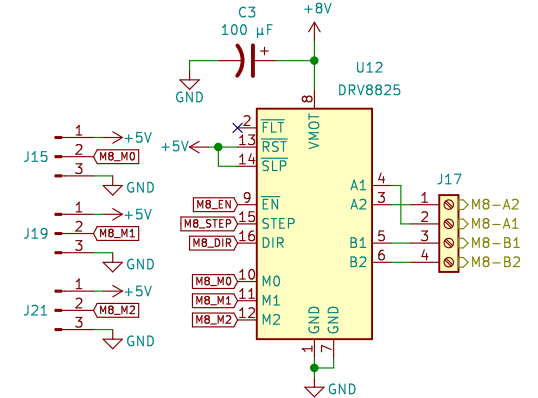 C3
100 µF
+8V
GND
U12
DRV8825
8
VMOT
2 FLT
+5V 13 RST
14 SLP
M8_EN 9 EN
M8_STEP 15 STEP
M8_DIR 16 DIR
M8_M0 10 M0
M8_M1 11 M1
M8_M2 12 M2
A1 4
A2 3
B1 5
B2 6
GND GND
1 7
GND
J17
1 M8-A2
2 M8-A1
3 M8-B1
4 M8-B2
J15
1 +5V
2 M8_M0
3 GND
J19
1 +5V
2 M8_M1
3 GND
J21
1 +5V
2 M8_M2
3 GND